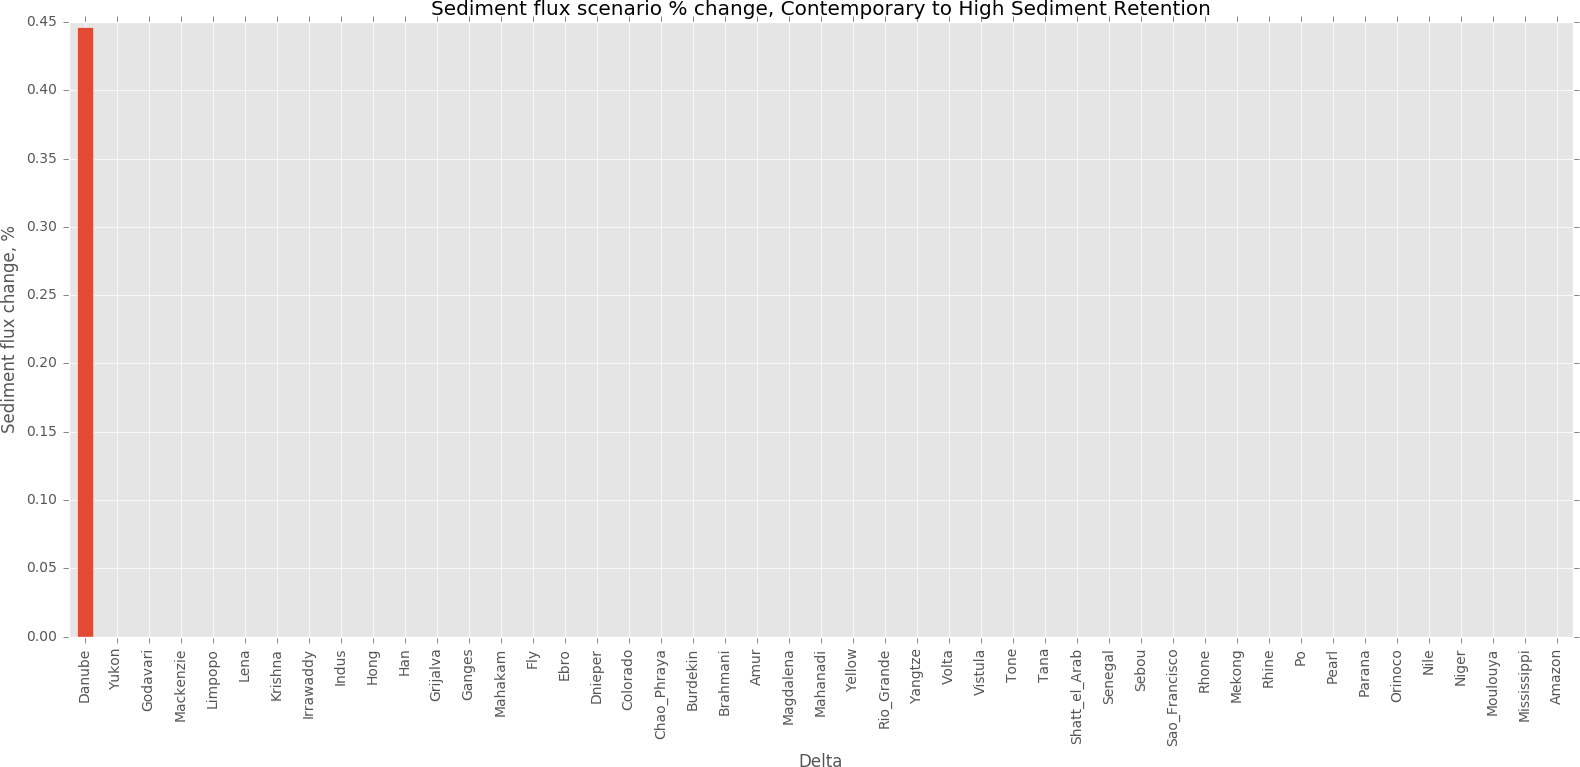 Sediment flux scenario % change, Contemporary to High Sediment Retention
Sediment flux change, %
0.45
0.40
0.35
0.30
0.25
0.20
0.15
0.10
0.05
0.00
Danube
Yukon
Godavari
Mackenzie
Limpopo
Lena
Krishna
Irrawaddy
Indus
Hong
Han
Grijalva
Ganges
Mahakam
Fly
Ebro
Dnieper
Colorado
Chao_Phraya
Burdekin
Brahmani
Amur
Magdalena
Mahanadi
Yellow
Rio_Grande
Yangtze
Volta
Vistula
Tone
Tana
Shatt_el_Arab
Senegal
Sebou
Sao_Francisco
Rhone
Mekong
Rhine
Po
Pearl
Parana
Orinoco
Nile
Niger
Moulouya
Mississippi
Amazon
Delta